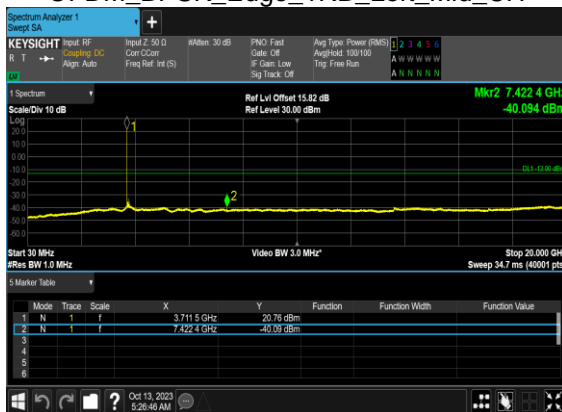 Spectrum Analyzer 1
Swept SA
+
KEYSIGHT Input: RF Input Z: 50 Ω #Atten: 30 dB PNO: Fast Avg Type: Power (RMS) 1 2 3 4 5 6
R T Coupling: DC Corr CCorr Gate: Off Avg|Hold: 100/100 A W W W W W
Align: Auto Freq Ref: Int (S) IF Gain: Low Trig: Free Run
LU Sig Track: Off A N N N N N
1 Spectrum Ref Lvl Offset 15.82 dB Mkr2 7.422 4 GHz
Scale/Div 10 dB Ref Level 30.00 dBm -40.094 dBm
Log
20.0
10.0
0.00
-10.0
-20.0
-30.0
-40.0
-50.0
-60.0
1
DL1 -13.00 dB
2
Start 30 MHz Video BW 3.0 MHz* Stop 20.000 GH
#Res BW 1.0 MHz Sweep 34.7 ms (40001 pts
5 Marker Table
Mode Trace Scale X Y Function Function Width Function Value
1 N 1 f 3.711 5 GHz 20.76 dBm
2 N 1 f 7.422 4 GHz -40.09 dBm
3
4
5
6
? Oct 13, 2023
5:26:46 AM